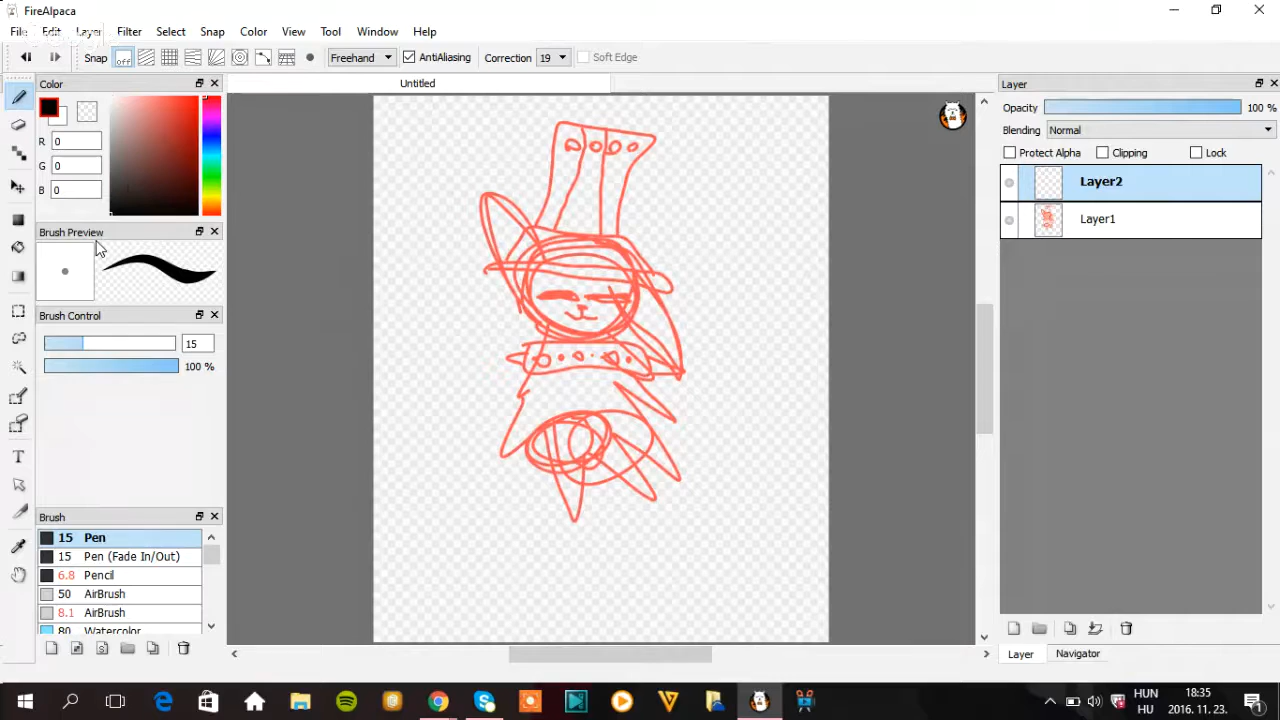 FireAlpaca
File Edit Layer Filter Select Snap Color View Tool Window Help
Snap off Freehand AntiAliasing Correction 19 Soft Edge
Color
Untitled
Layer
R 0
G 0
B 0
Opacity 100 %
Blending Normal
Protect Alpha Clipping Lock
Layer2
Layer1
Brush Preview
Brush Control
15
100 %
Brush
15 Pen
15 Pen (Fade In/Out)
6.8 Pencil
50 AirBrush
8.1 AirBrush
80 Watercolor
Layer Navigator
HUN 18:35
HU 2016. 11. 23. 1